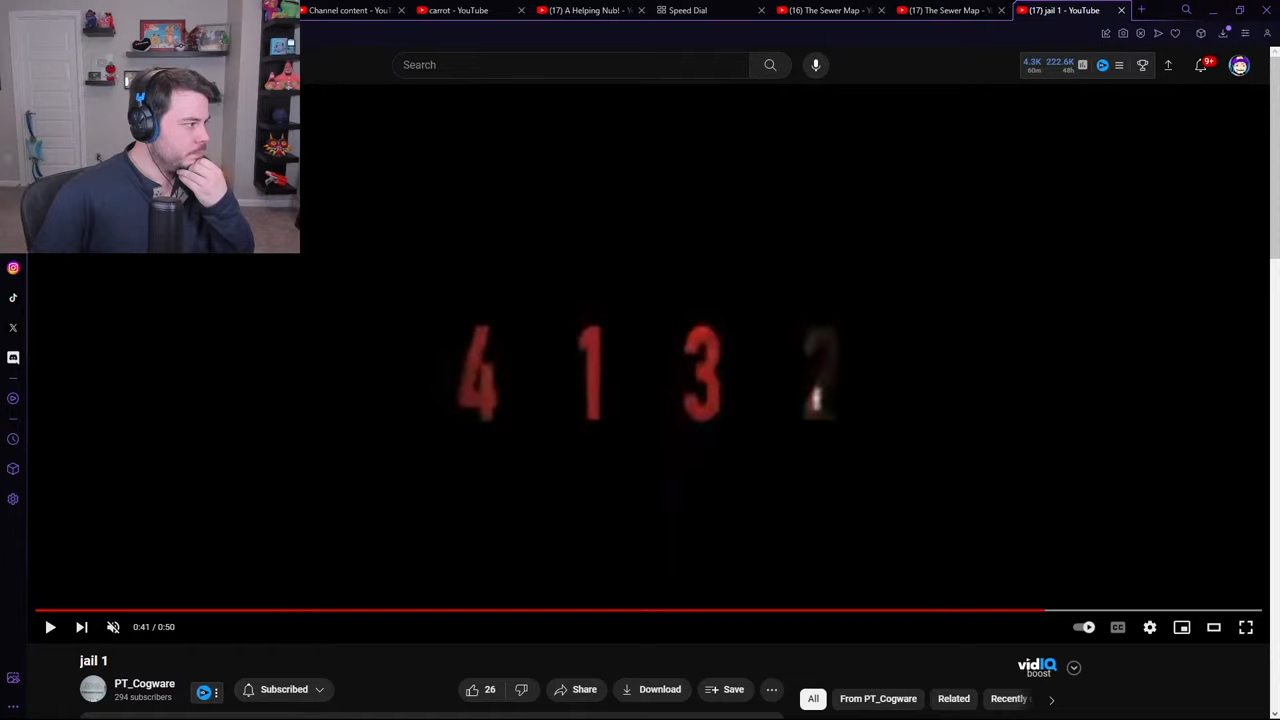 Channel content - YouT
carrot - YouTube
(17) A Helping Nub! - Y
Speed Dial
(16) The Sewer Map - Y
(17) The Sewer Map - Y
(17) jail 1 - YouTube
Search
4.3K 222.6K
60m 48h
9+
4 1 3 2
0:41 / 0:50
CC
jail 1
vidIQ
boost
PT_Cogware
294 subscribers
Subscribed
26
Share
Download
Save
All
From PT_Cogware
Related
Recently